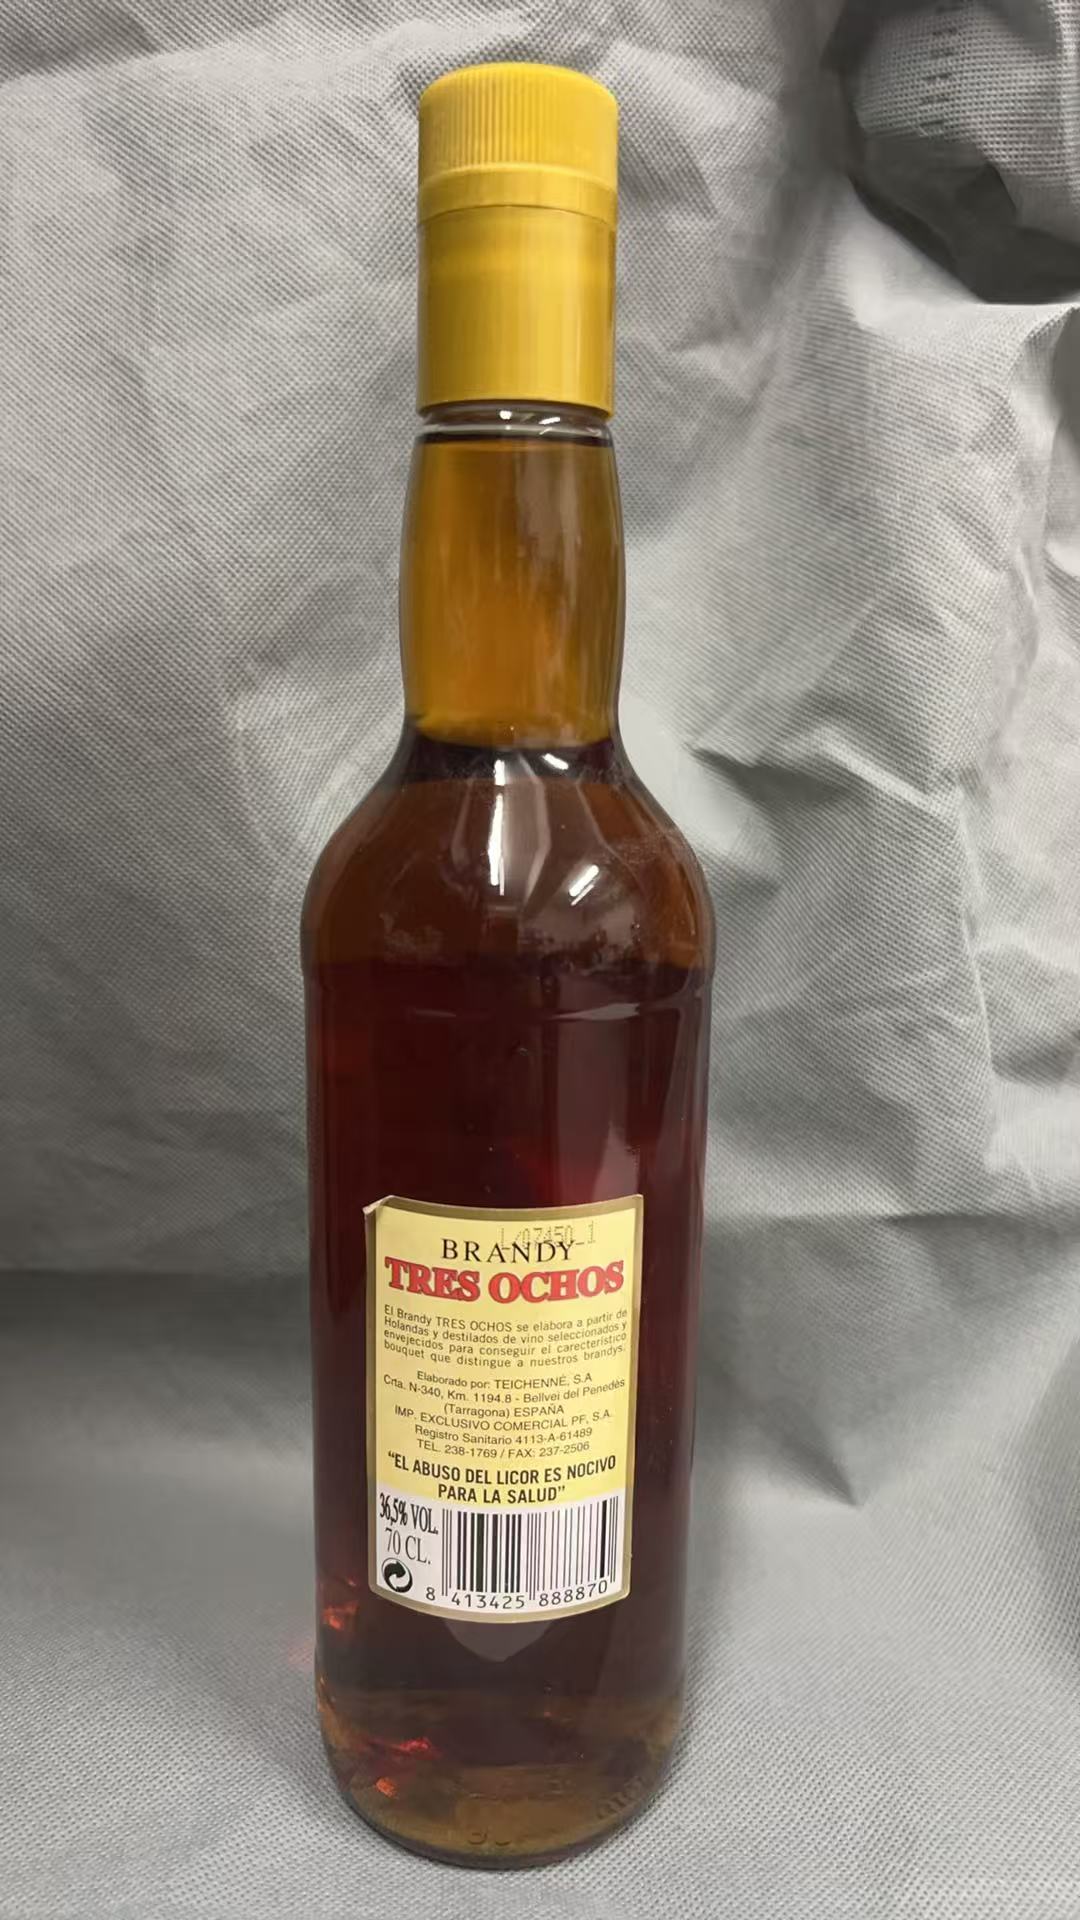 L/07450_1
BRANDY
TRES OCHOS
El Brandy TRES OCHOS se elabora a partir de
Holandas y destilados de vino seleccionados y
envejecidos para conseguir el carecterístico
bouquet que distingue a nuestros brandys.
Elaborado por: TEICHENNÉ, S.A
Crta. N-340, Km. 1194.8 - Bellvei del Penedès
(Tarragona) ESPAÑA
IMP. EXCLUSIVO COMERCIAL PF, S.A.
Registro Sanitario 4113-A-61489
TEL. 238-1769 / FAX: 237-2506
“EL ABUSO DEL LICOR ES NOCIVO
PARA LA SALUD”
36,5% VOL.
70 CL.
8 413425 888870